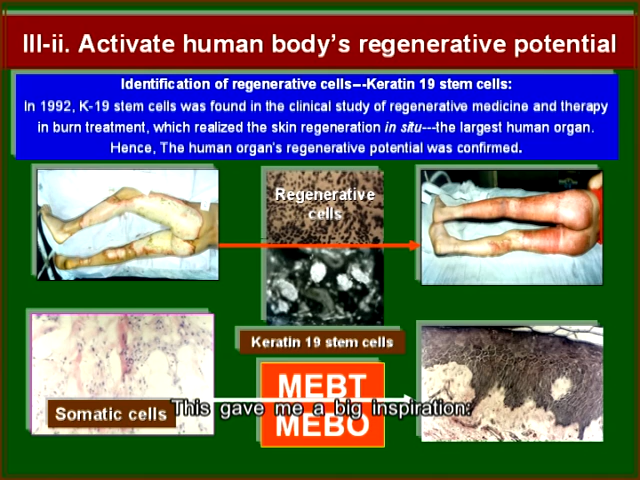 III-ii. Activate human body's regenerative potential
Identification of regenerative cells---Keratin 19 stem cells:
In 1992, K-19 stem cells was found in the clinical study of regenerative medicine and therapy
in burn treatment, which realized the skin regeneration in situ---the largest human organ.
Hence, The human organ's regenerative potential was confirmed.
Regenerative
cells
Keratin 19 stem cells
MEBT
MEBO
Somatic cells
This gave me a big inspiration: